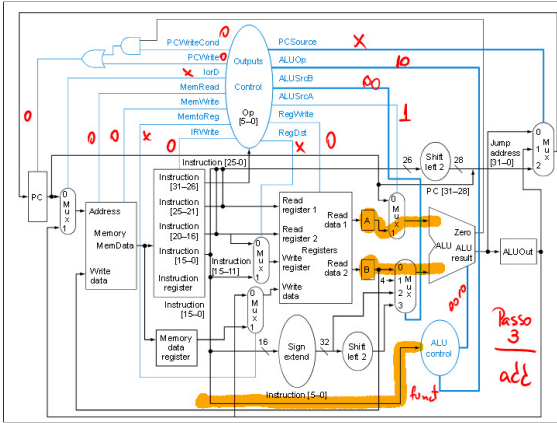 PCWriteCond
PCSource
X
PCWrite
0
Outputs
ALUOp
10
IorD
X
ALUSrcB
00
MemRead
0
Control
ALUSrcA
1
MemWrite
0
RegWrite
0
MemtoReg
X
Op
[5–0]
IRWrite
0
RegDst
X
0
0
Instruction [25-0]
26
Shift
left 2
28
Jump
address
[31–0]
0
1
2
M
u
x
PC
0
M
u
x
1
Address
Memory
MemData
Write
data
Instruction
[31–26]
Instruction
[25–21]
Instruction
[20–16]
Instruction
[15–0]
Instruction
register
PC [31–28]
Read
register 1
Read
register 2
Registers
Write
register
Write
data
Read
data 1
Read
data 2
A
B
0
M
u
x
1
Zero
ALU
ALU
result
ALUOut
Instruction
[15–11]
0
M
u
x
1
4
0
1
M
u
x
2
3
Instruction
[15–0]
0
M
u
x
1
Memory
data
register
16
Sign
extend
32
Shift
left 2
ALU
control
0010
Passo
3
add
Instruction [5–0]
funct